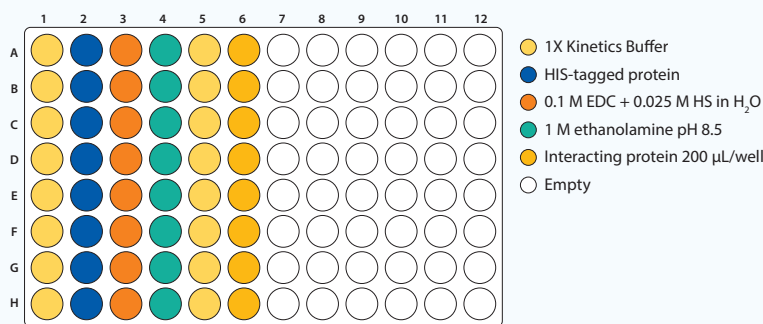 1 2 3 4 5 6 7 8 9 10 11 12
A
B
C
D
E
F
G
H
1X Kinetics Buffer
HIS-tagged protein
0.1 M EDC + 0.025 M HS in H₂O
1 M ethanolamine pH 8.5
Interacting protein 200 µL/well
Empty